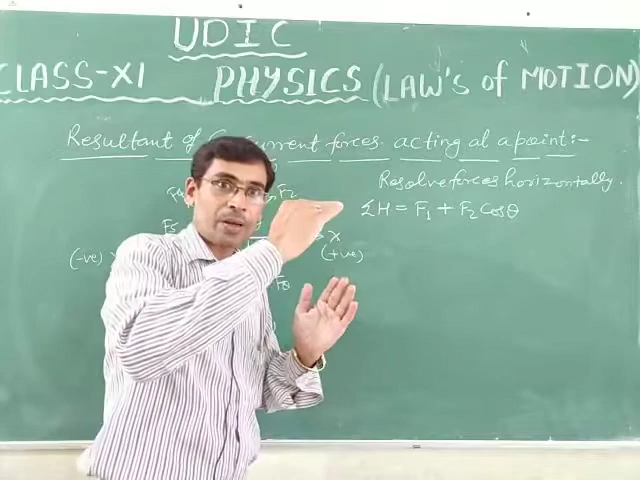 UDIC
CLASS-XI PHYSICS (LAW'S of MOTION)
Resultant of forces acting at a point:-
Resolve forces horizontally.
ΣH = F₁ + F₂ Cosθ
F₂
F₅
X
(-ve) (+ve)